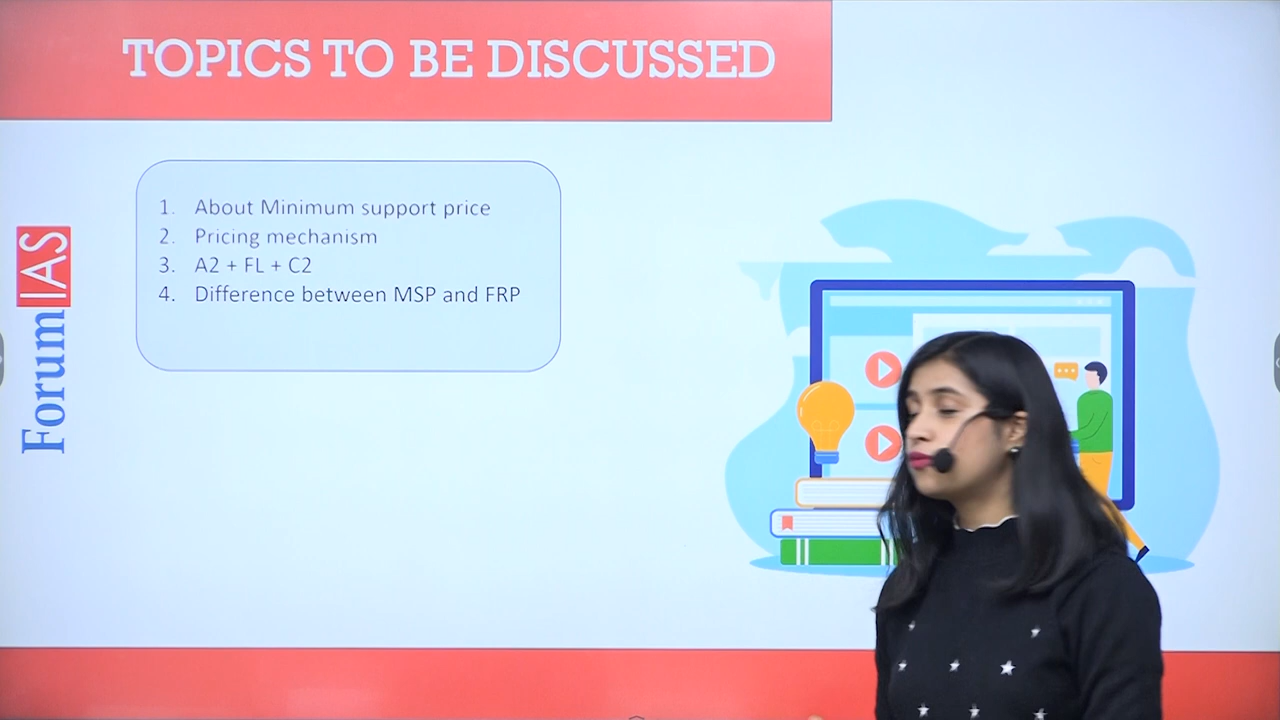 TOPICS TO BE DISCUSSED
1. About Minimum support price
2. Pricing mechanism
3. A2 + FL + C2
4. Difference between MSP and FRP
ForumIAS